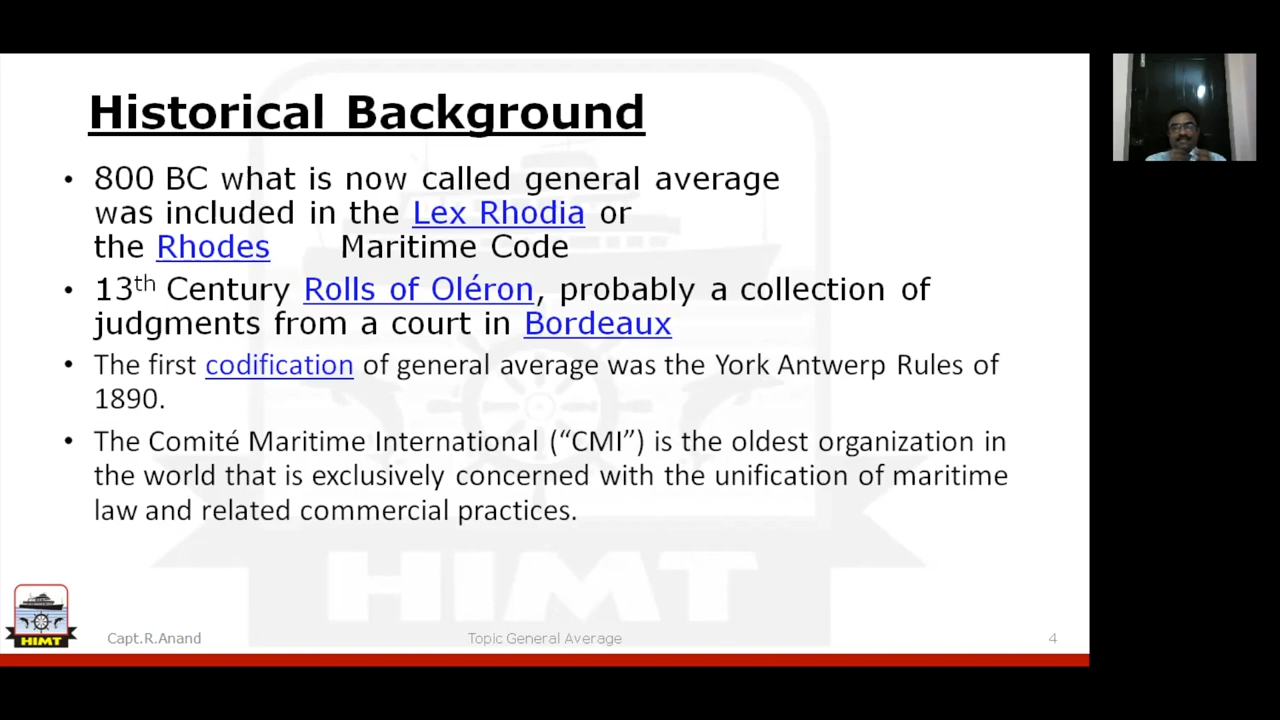 Historical Background
• 800 BC what is now called general average
was included in the Lex Rhodia or
the Rhodes Maritime Code
• 13th Century Rolls of Oléron, probably a collection of
judgments from a court in Bordeaux
• The first codification of general average was the York Antwerp Rules of
1890.
• The Comité Maritime International (“CMI”) is the oldest organization in
the world that is exclusively concerned with the unification of maritime
law and related commercial practices.
HIMT
HIMT
Capt.R.Anand
Topic General Average
4